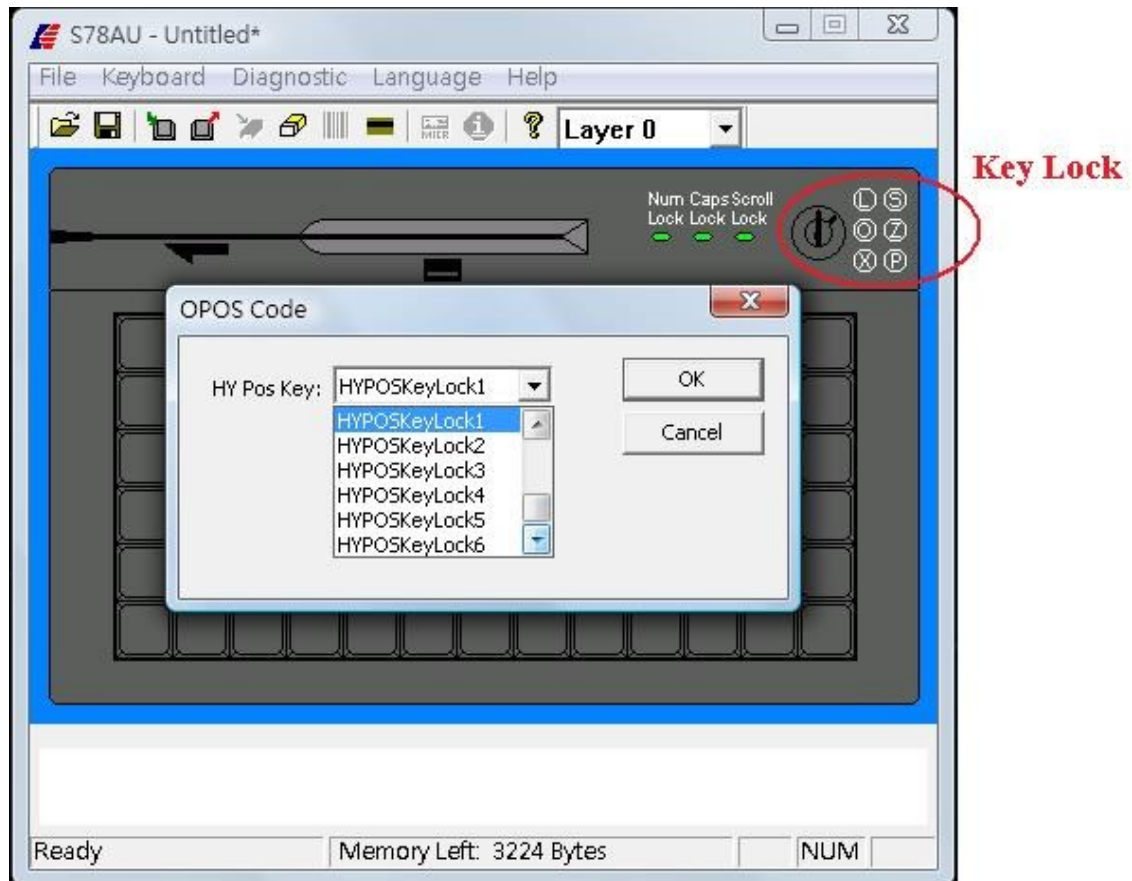 S78AU - Untitled*
File Keyboard Diagnostic Language Help
MICR
Layer 0
Key Lock
Num Caps Scroll
Lock Lock Lock
L S
O Z
X P
OPOS Code
HY Pos Key: HYPOSKeyLock1
OK
HYPOSKeyLock1
HYPOSKeyLock2
HYPOSKeyLock3
HYPOSKeyLock4
HYPOSKeyLock5
HYPOSKeyLock6
Cancel
Ready
Memory Left: 3224 Bytes
NUM